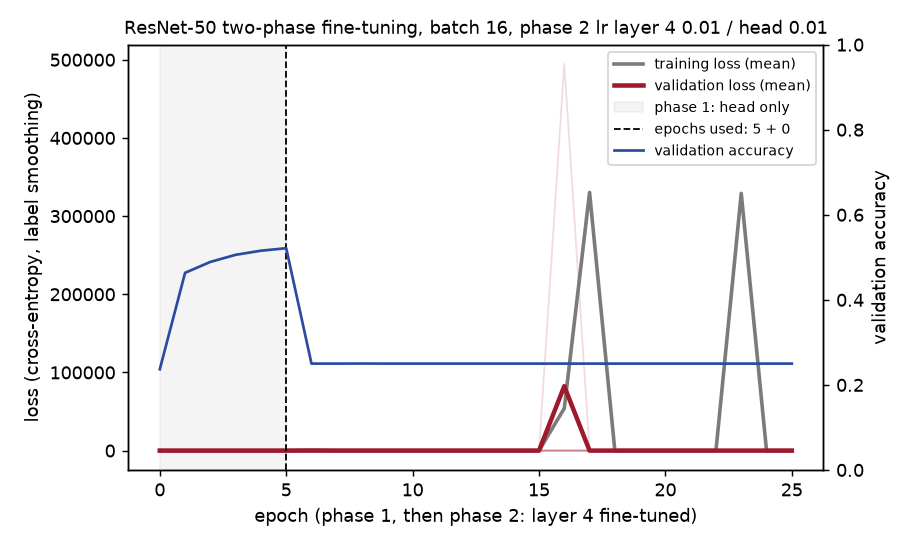 ResNet-50 two-phase fine-tuning, batch 16, phase 2 lr layer 4 0.01 / head 0.01
loss (cross-entropy, label smoothing)
500000
400000
300000
200000
100000
0
training loss (mean)
validation loss (mean)
phase 1: head only
epochs used: 5 + 0
validation accuracy
1.0
0.8
0.6
0.4
0.2
0.0
validation accuracy
0 5 10 15 20 25
epoch (phase 1, then phase 2: layer 4 fine-tuned)